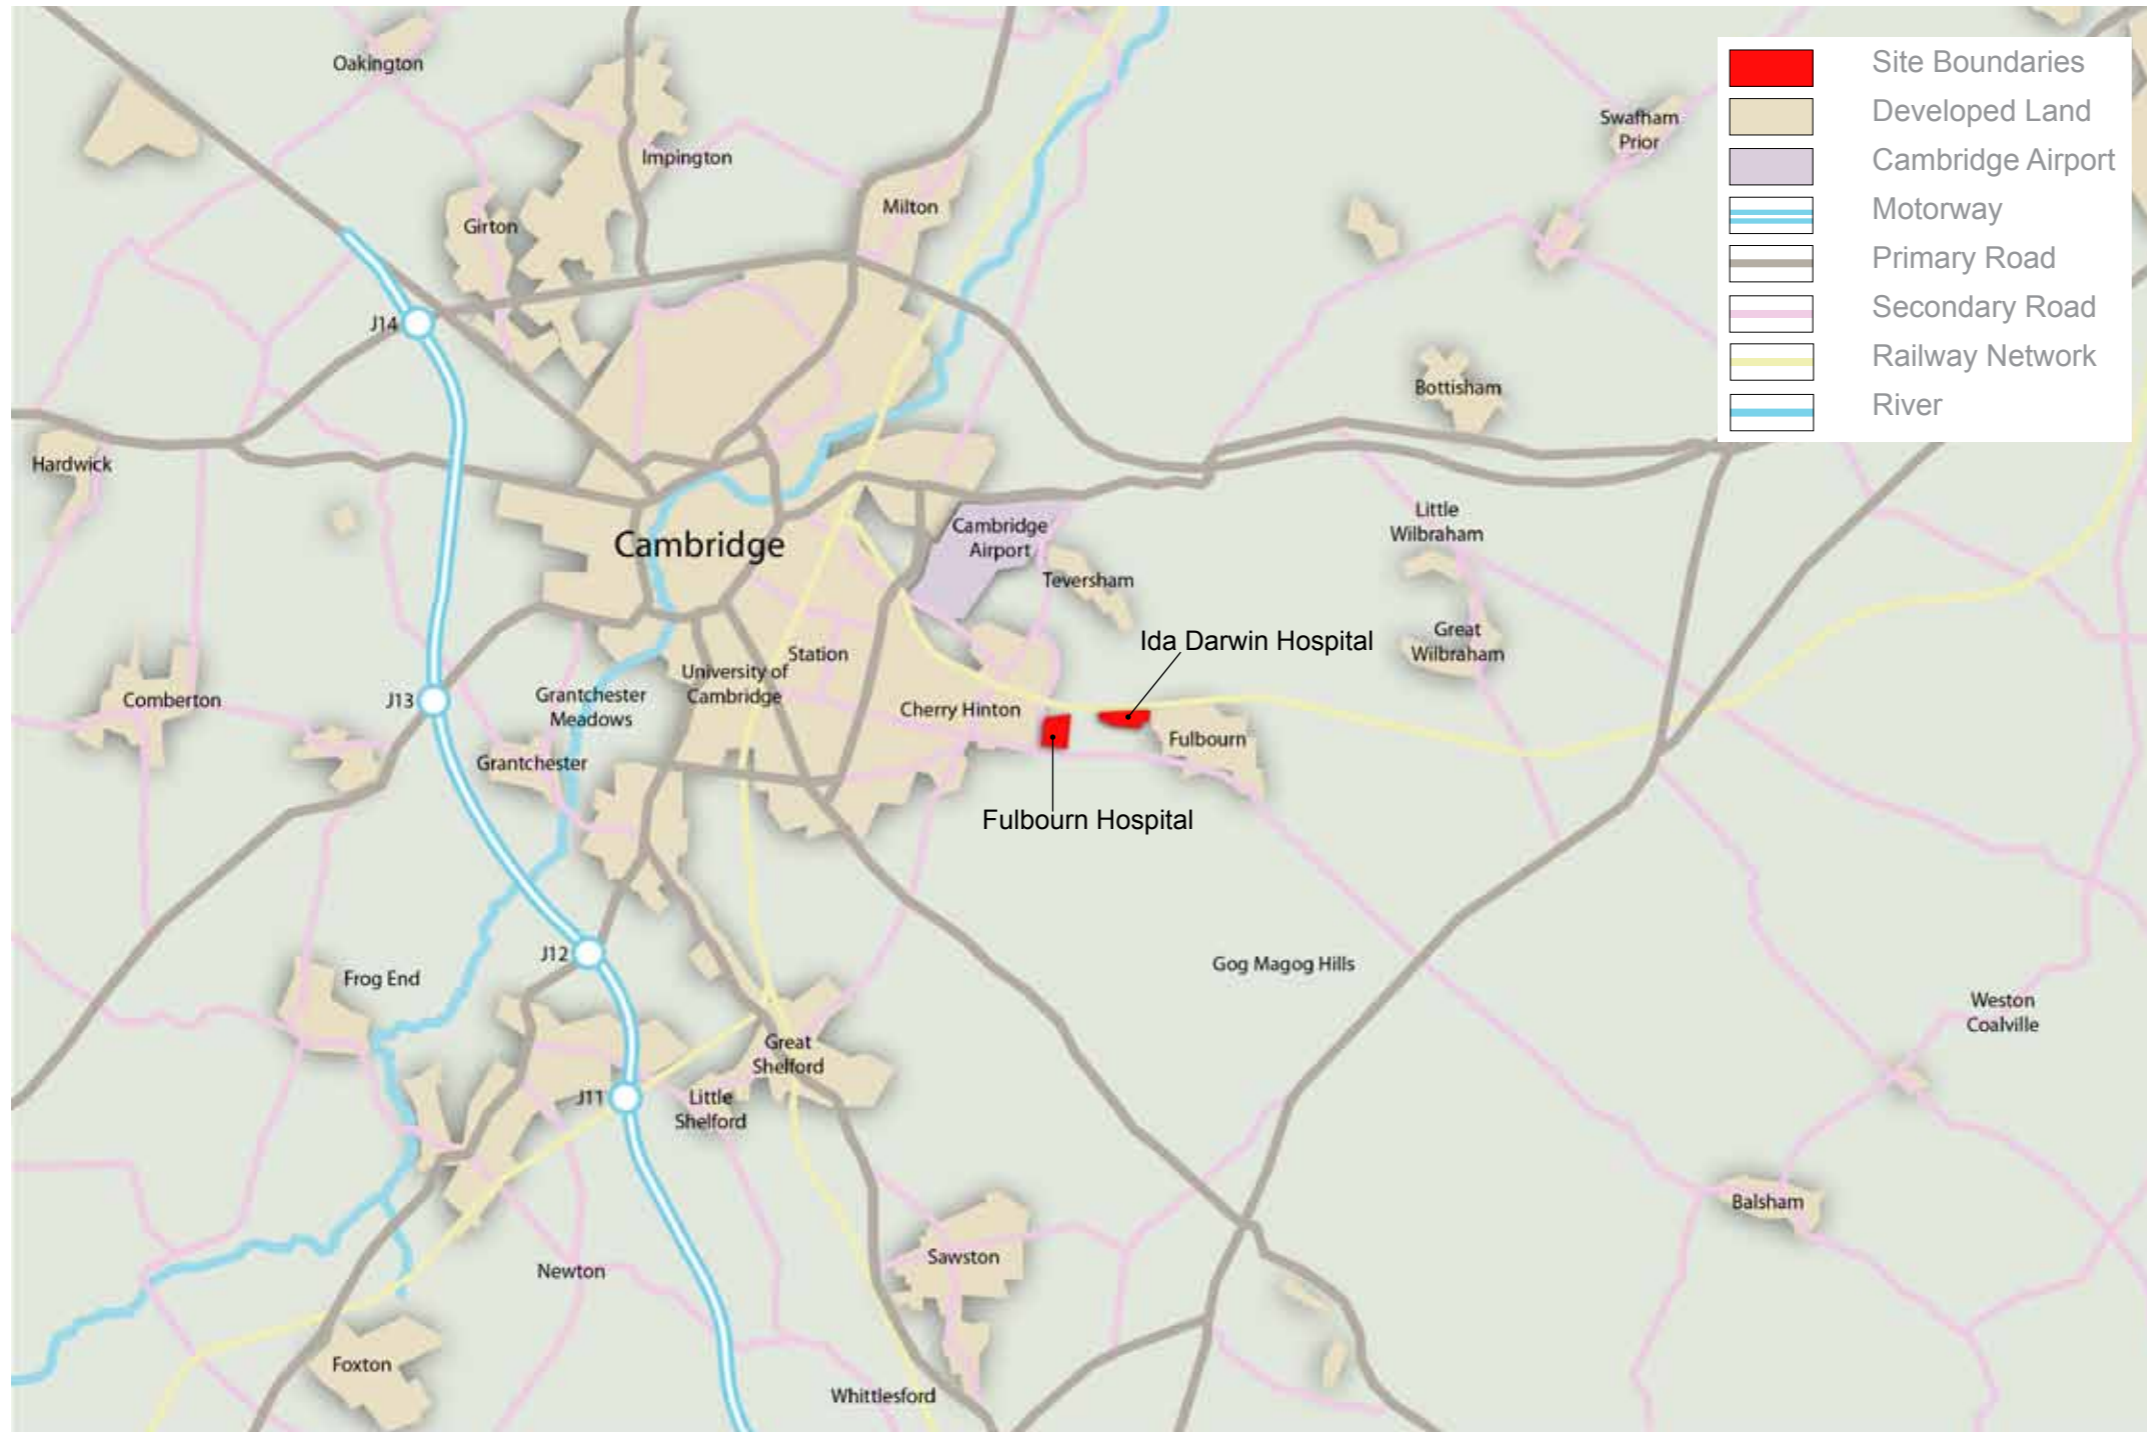 Oakington
Impington
Girton
Milton
Swafham
Prior
Site Boundaries
Developed Land
Cambridge Airport
Motorway
Primary Road
Secondary Road
Railway Network
River
J14
Bottisham
Hardwick
Cambridge
Cambridge
Airport
Teversham
Little
Wilbraham
Great
Wilbraham
Ida Darwin Hospital
Station
University of
Cambridge
Comberton
J13
Grantchester
Meadows
Cherry Hinton
Fulbourn
Grantchester
Fulbourn Hospital
J12
Frog End
Gog Magog Hills
Weston
Coalville
Great
Shelford
J11
Little
Shelford
Balsham
Sawston
Newton
Foxton
Whittlesford